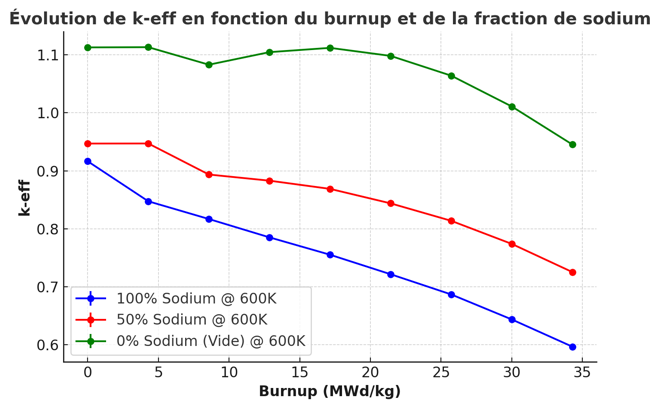 Évolution de k-eff en fonction du burnup et de la fraction de sodium
k-eff
1.1
1.0
0.9
0.8
0.7
0.6
100% Sodium @ 600K
50% Sodium @ 600K
0% Sodium (Vide) @ 600K
0 5 10 15 20 25 30 35
Burnup (MWd/kg)